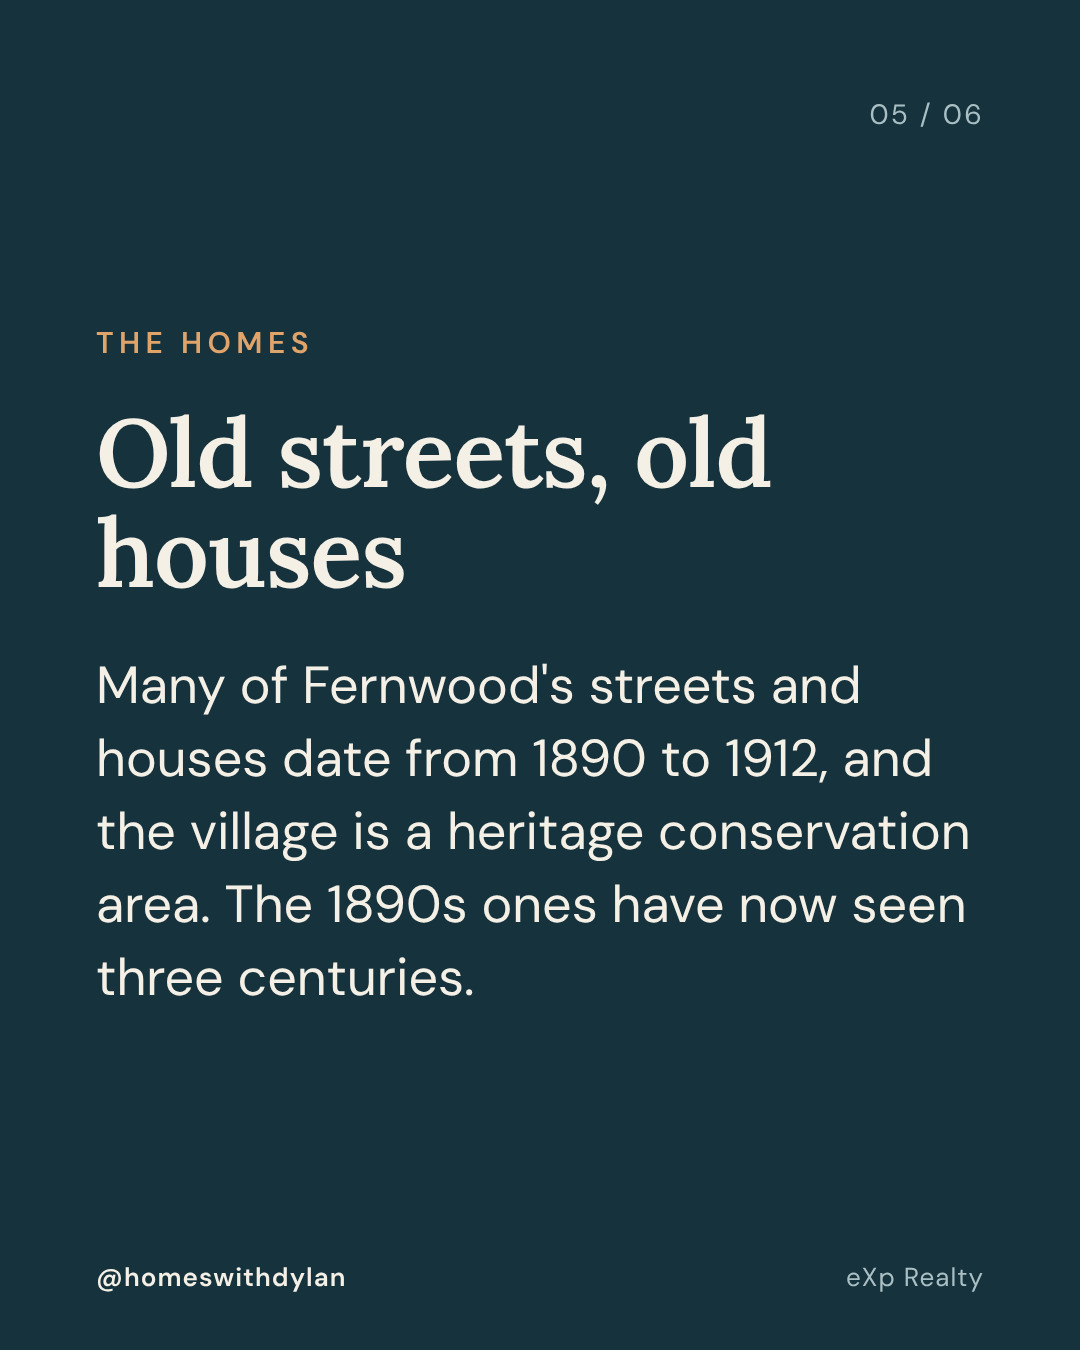 05 / 06
THE HOMES
Old streets, old
houses
Many of Fernwood's streets and
houses date from 1890 to 1912, and
the village is a heritage conservation
area. The 1890s ones have now seen
three centuries.
@homeswithdylan
eXp Realty